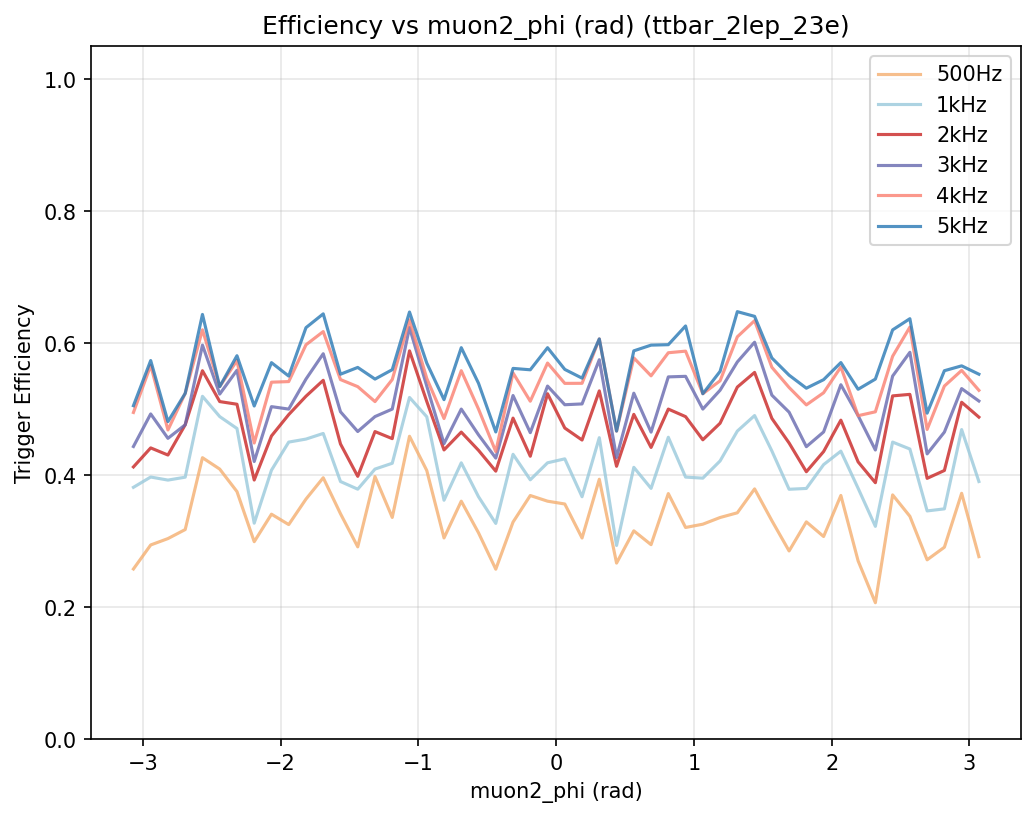 Efficiency vs muon2_phi (rad) (ttbar_2lep_23e)
500Hz
1kHz
2kHz
3kHz
4kHz
5kHz
Trigger Efficiency
1.0
0.8
0.6
0.4
0.2
0.0
−3
−2
−1
0
1
2
3
muon2_phi (rad)